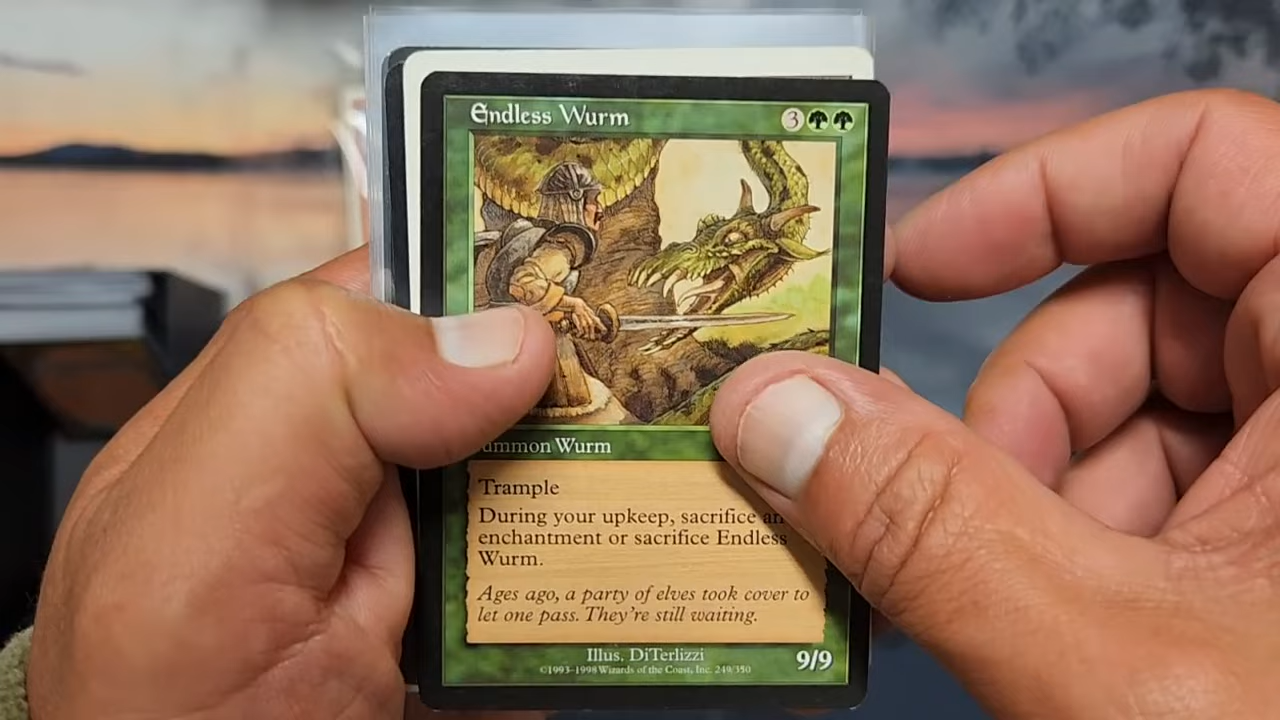 Endless Wurm
3
ummon Wurm
Trample
During your upkeep, sacrifice an
enchantment or sacrifice Endless
Wurm.
Ages ago, a party of elves took cover to
let one pass. They're still waiting.
Illus. DiTerlizzi
©1993-1998 Wizards of the Coast, Inc. 249/350
9/9